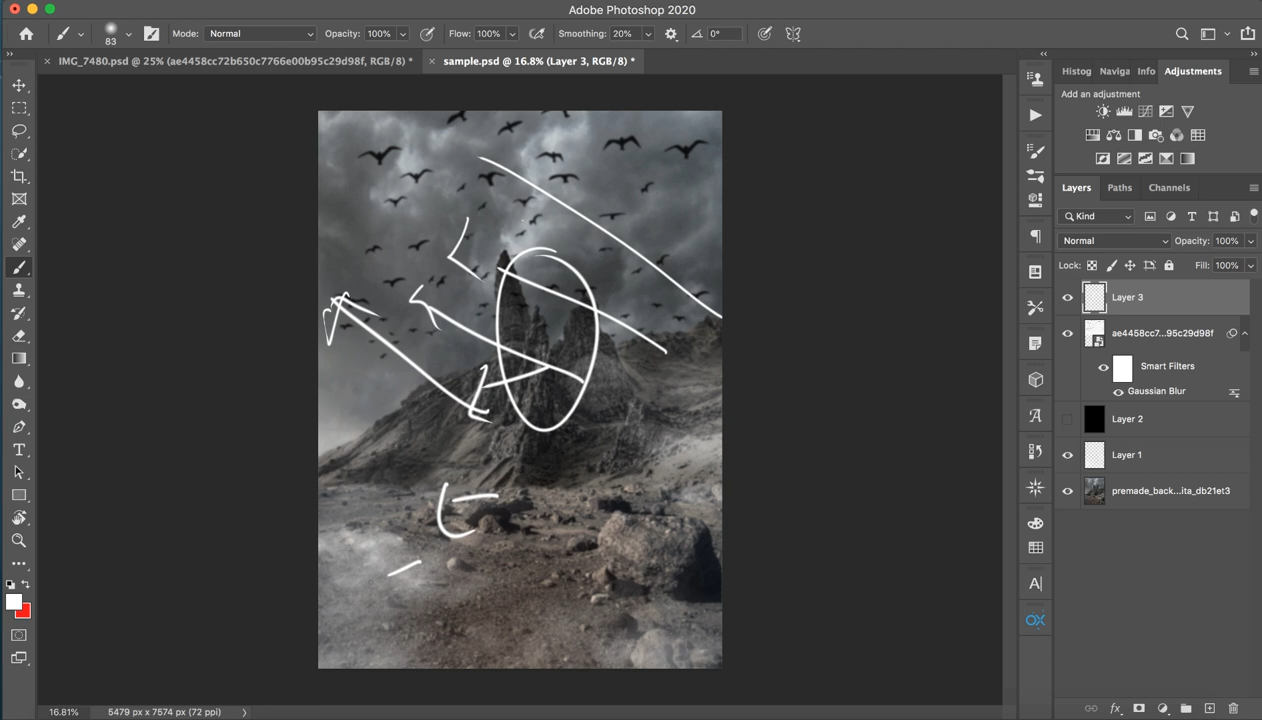 Adobe Photoshop 2020
83 Mode: Normal Opacity: 100% Flow: 100% Smoothing: 20% 0°
IMG_7480.psd @ 25% (ae4458cc72b650c7766e00b95c29d98f, RGB/8) *
sample.psd @ 16.8% (Layer 3, RGB/8) *
Histog Naviga Info Adjustments
Add an adjustment
Layers Paths Channels
Kind
Normal Opacity: 100%
Lock: Fill: 100%
Layer 3
ae4458cc7...95c29d98f
Smart Filters
Gaussian Blur
Layer 2
Layer 1
premade_back...ita_db21et3
16.81% 5479 px x 7574 px (72 ppi)